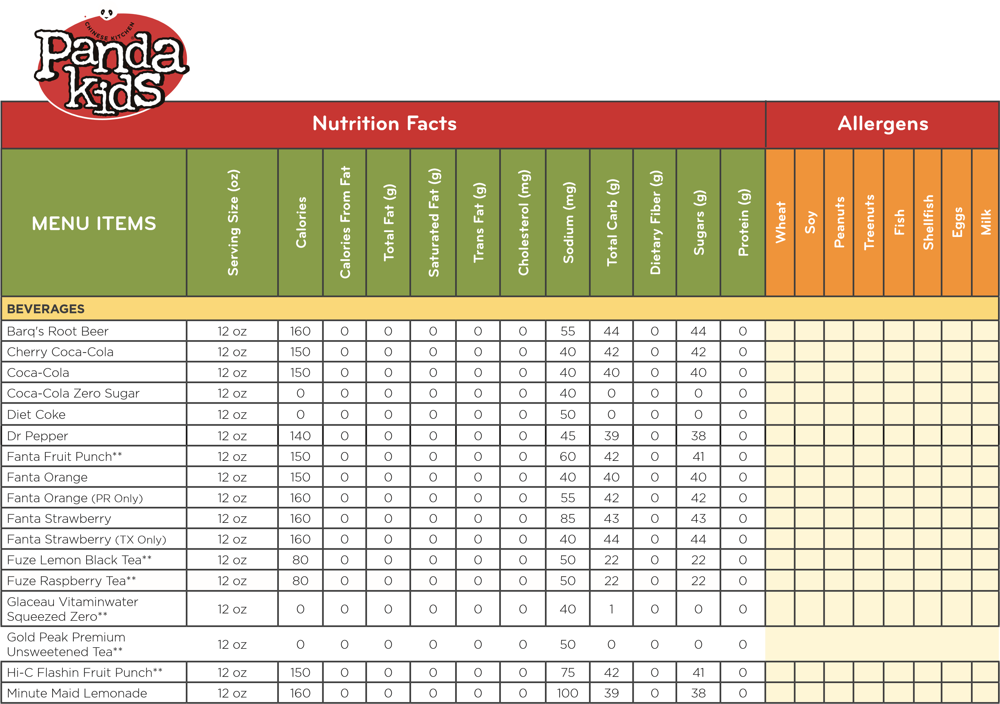 CHINESE KITCHEN
®
Panda
Kids
Nutrition Facts Allergens
MENU ITEMS Serving Size (oz) Calories Calories From Fat Total Fat (g) Saturated Fat (g) Trans Fat (g) Cholesterol (mg) Sodium (mg) Total Carb (g) Dietary Fiber (g) Sugars (g) Protein (g) Wheat Soy Peanuts Treenuts Fish Shellfish Eggs Milk
BEVERAGES
Barq's Root Beer 12 oz 160 0 0 0 0 0 55 44 0 44 0
Cherry Coca-Cola 12 oz 150 0 0 0 0 0 40 42 0 42 0
Coca-Cola 12 oz 150 0 0 0 0 0 40 40 0 40 0
Coca-Cola Zero Sugar 12 oz 0 0 0 0 0 0 40 0 0 0 0
Diet Coke 12 oz 0 0 0 0 0 0 50 0 0 0 0
Dr Pepper 12 oz 140 0 0 0 0 0 45 39 0 38 0
Fanta Fruit Punch** 12 oz 150 0 0 0 0 0 60 42 0 41 0
Fanta Orange 12 oz 150 0 0 0 0 0 40 40 0 40 0
Fanta Orange (PR Only) 12 oz 160 0 0 0 0 0 55 42 0 42 0
Fanta Strawberry 12 oz 160 0 0 0 0 0 85 43 0 43 0
Fanta Strawberry (TX Only) 12 oz 160 0 0 0 0 0 40 44 0 44 0
Fuze Lemon Black Tea** 12 oz 80 0 0 0 0 0 50 22 0 22 0
Fuze Raspberry Tea** 12 oz 80 0 0 0 0 0 50 22 0 22 0
Glaceau Vitaminwater
Squeezed Zero** 12 oz 0 0 0 0 0 0 40 1 0 0 0
Gold Peak Premium
Unsweetened Tea** 12 oz 0 0 0 0 0 0 50 0 0 0 0
Hi-C Flashin Fruit Punch** 12 oz 150 0 0 0 0 0 75 42 0 41 0
Minute Maid Lemonade 12 oz 160 0 0 0 0 0 100 39 0 38 0